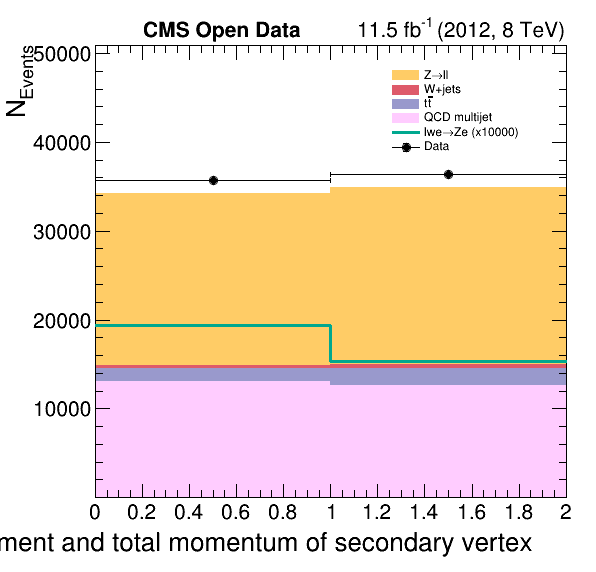 CMS Open Data 11.5 fb-1 (2012, 8 TeV)
NEvents
50000
40000
30000
20000
10000
Z→ll
W+jets
tt̅
QCD multijet
lwe→Ze (x10000)
Data
0 0.2 0.4 0.6 0.8 1 1.2 1.4 1.6 1.8 2
and total momentum of secondary vertex